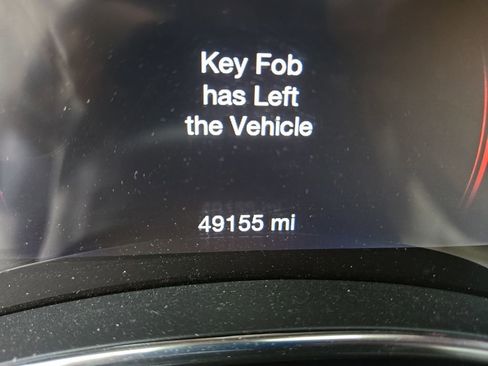 Key Fob
has Left
the Vehicle
49155 mi